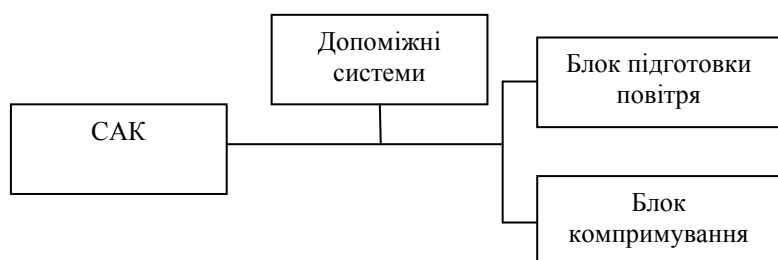 Допоміжні
системи
Блок підготовки
повітря
САК
Блок
компримування